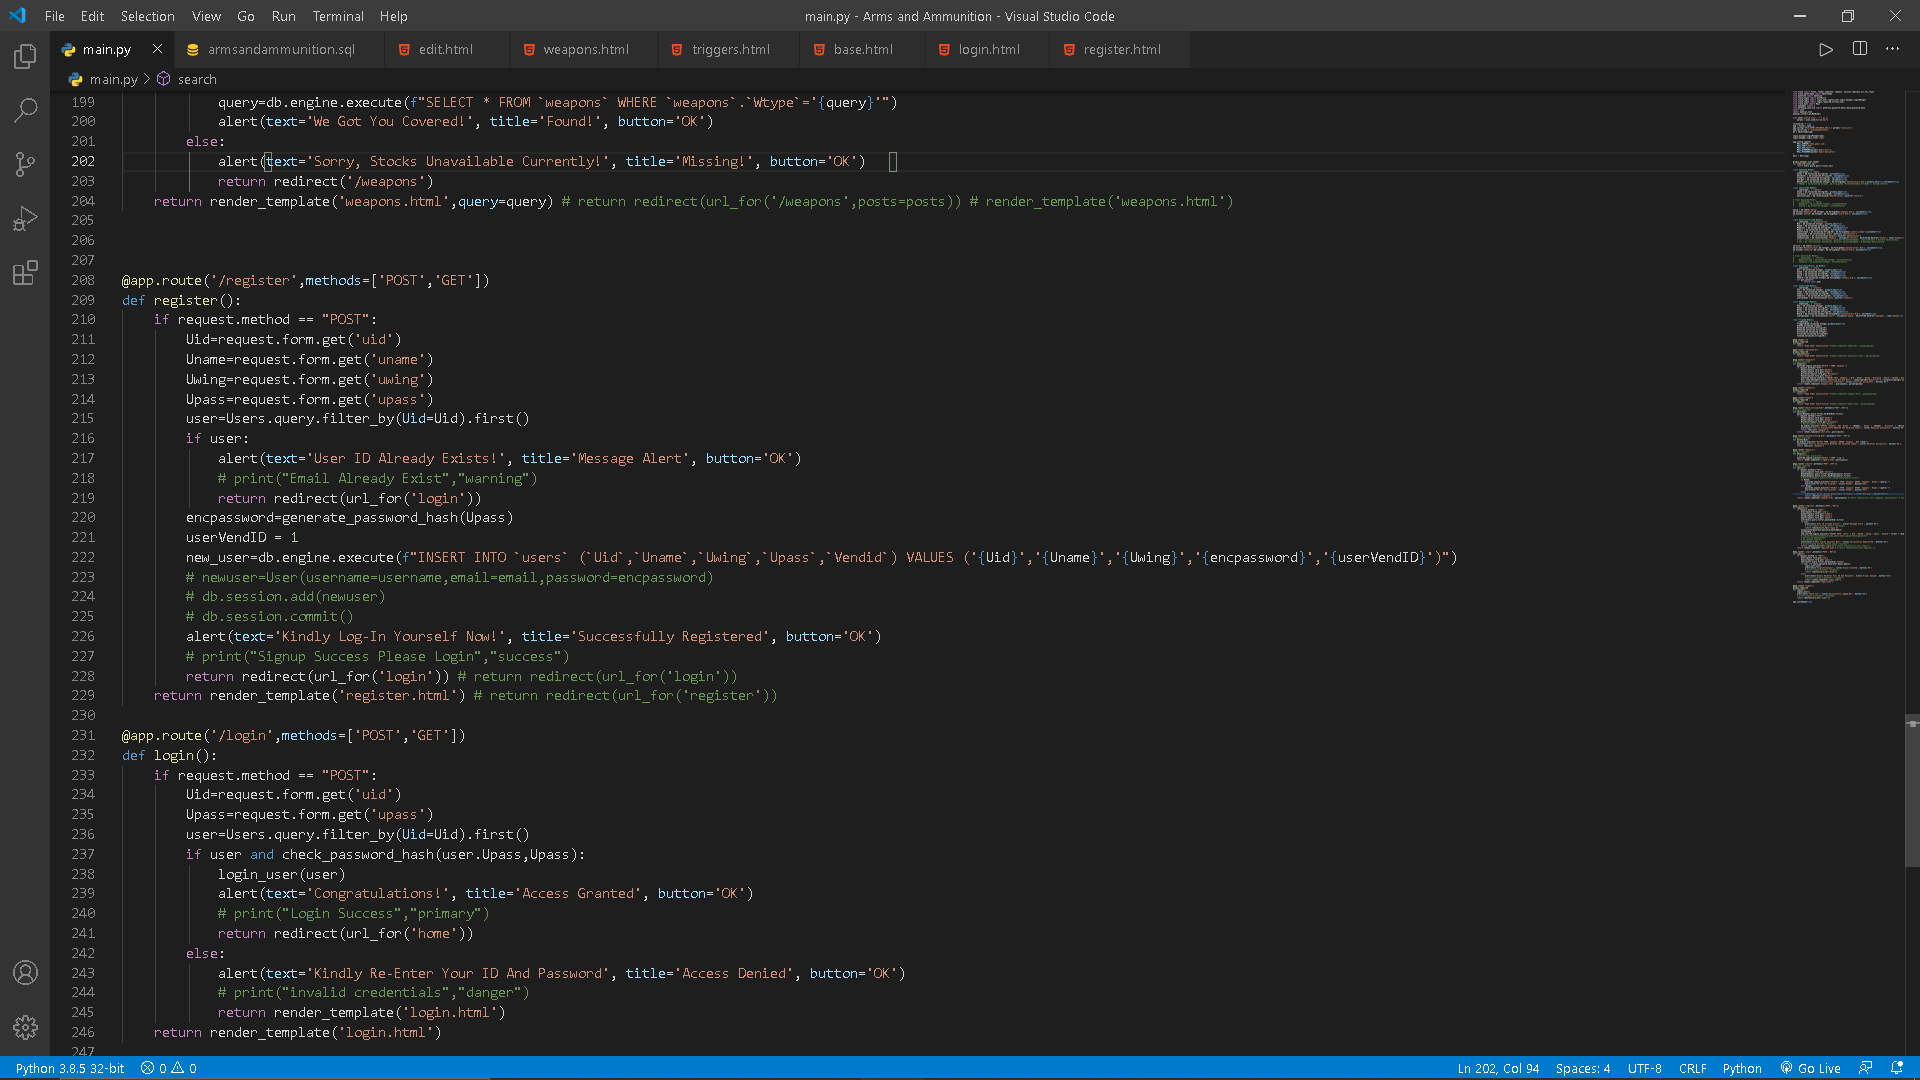 File Edit Selection View Go Run Terminal Help main.py - Arms and Ammunition - Visual Studio Code
main.py armsandammunition.sql edit.html weapons.html triggers.html base.html login.html register.html
main.py > search
199 query=db.engine.execute(f"SELECT * FROM `weapons` WHERE `weapons`.`Wtype`='{query}'")
200 alert(text='We Got You Covered!', title='Found!', button='OK')
201 else:
202 alert(text='Sorry, Stocks Unavailable Currently!', title='Missing!', button='OK')
203 return redirect('/weapons')
204 return render_template('weapons.html',query=query) # return redirect(url_for('/weapons',posts=posts)) # render_template('weapons.html')
205
206
207
208 @app.route('/register',methods=['POST','GET'])
209 def register():
210 if request.method == "POST":
211 Uid=request.form.get('uid')
212 Uname=request.form.get('uname')
213 Uwing=request.form.get('uwing')
214 Upass=request.form.get('upass')
215 user=Users.query.filter_by(Uid=Uid).first()
216 if user:
217 alert(text='User ID Already Exists!', title='Message Alert', button='OK')
218 # print("Email Already Exist","warning")
219 return redirect(url_for('login'))
220 encpassword=generate_password_hash(Upass)
221 userVendID = 1
222 new_user=db.engine.execute(f"INSERT INTO `users` (`Uid`,`Uname`,`Uwing`,`Upass`,`Vendid`) VALUES ('{Uid}','{Uname}','{Uwing}','{encpassword}','{userVendID}')")
223 # newuser=User(username=username,email=email,password=encpassword)
224 # db.session.add(newuser)
225 # db.session.commit()
226 alert(text='Kindly Log-In Yourself Now!', title='Successfully Registered', button='OK')
227 # print("Signup Success Please Login","success")
228 return redirect(url_for('login')) # return redirect(url_for('login'))
229 return render_template('register.html') # return redirect(url_for('register'))
230
231 @app.route('/login',methods=['POST','GET'])
232 def login():
233 if request.method == "POST":
234 Uid=request.form.get('uid')
235 Upass=request.form.get('upass')
236 user=Users.query.filter_by(Uid=Uid).first()
237 if user and check_password_hash(user.Upass,Upass):
238 login_user(user)
239 alert(text='Congratulations!', title='Access Granted', button='OK')
240 # print("Login Success","primary")
241 return redirect(url_for('home'))
242 else:
243 alert(text='Kindly Re-Enter Your ID And Password', title='Access Denied', button='OK')
244 # print("invalid credentials","danger")
245 return render_template('login.html')
246 return render_template('login.html')
247
Python 3.8.5 32-bit 0 0 Ln 202, Col 94 Spaces: 4 UTF-8 CRLF Python Go Live